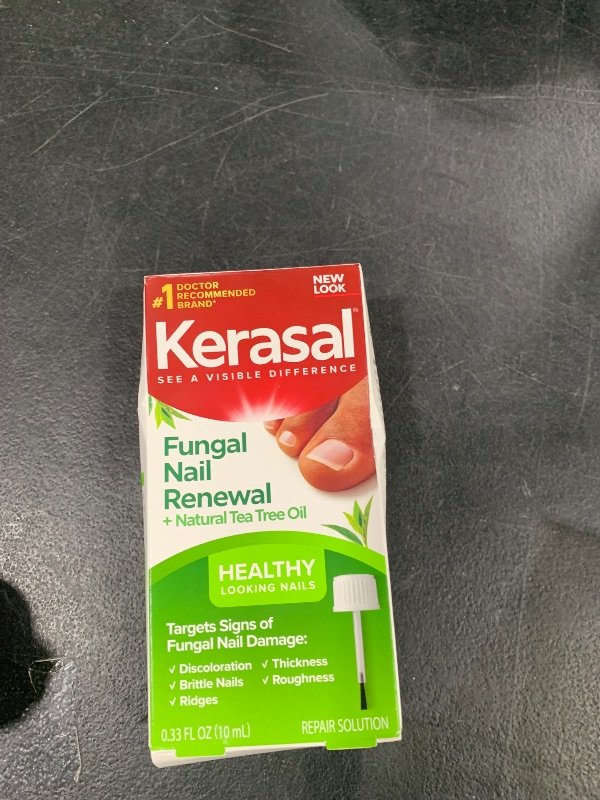 #1 DOCTOR
RECOMMENDED
BRAND*
NEW
LOOK
Kerasal®
SEE A VISIBLE DIFFERENCE
Fungal
Nail
Renewal
+ Natural Tea Tree Oil
HEALTHY
LOOKING NAILS
Targets Signs of
Fungal Nail Damage:
√ Discoloration √ Thickness
√ Brittle Nails √ Roughness
√ Ridges
0.33 FL OZ (10 mL) REPAIR SOLUTION